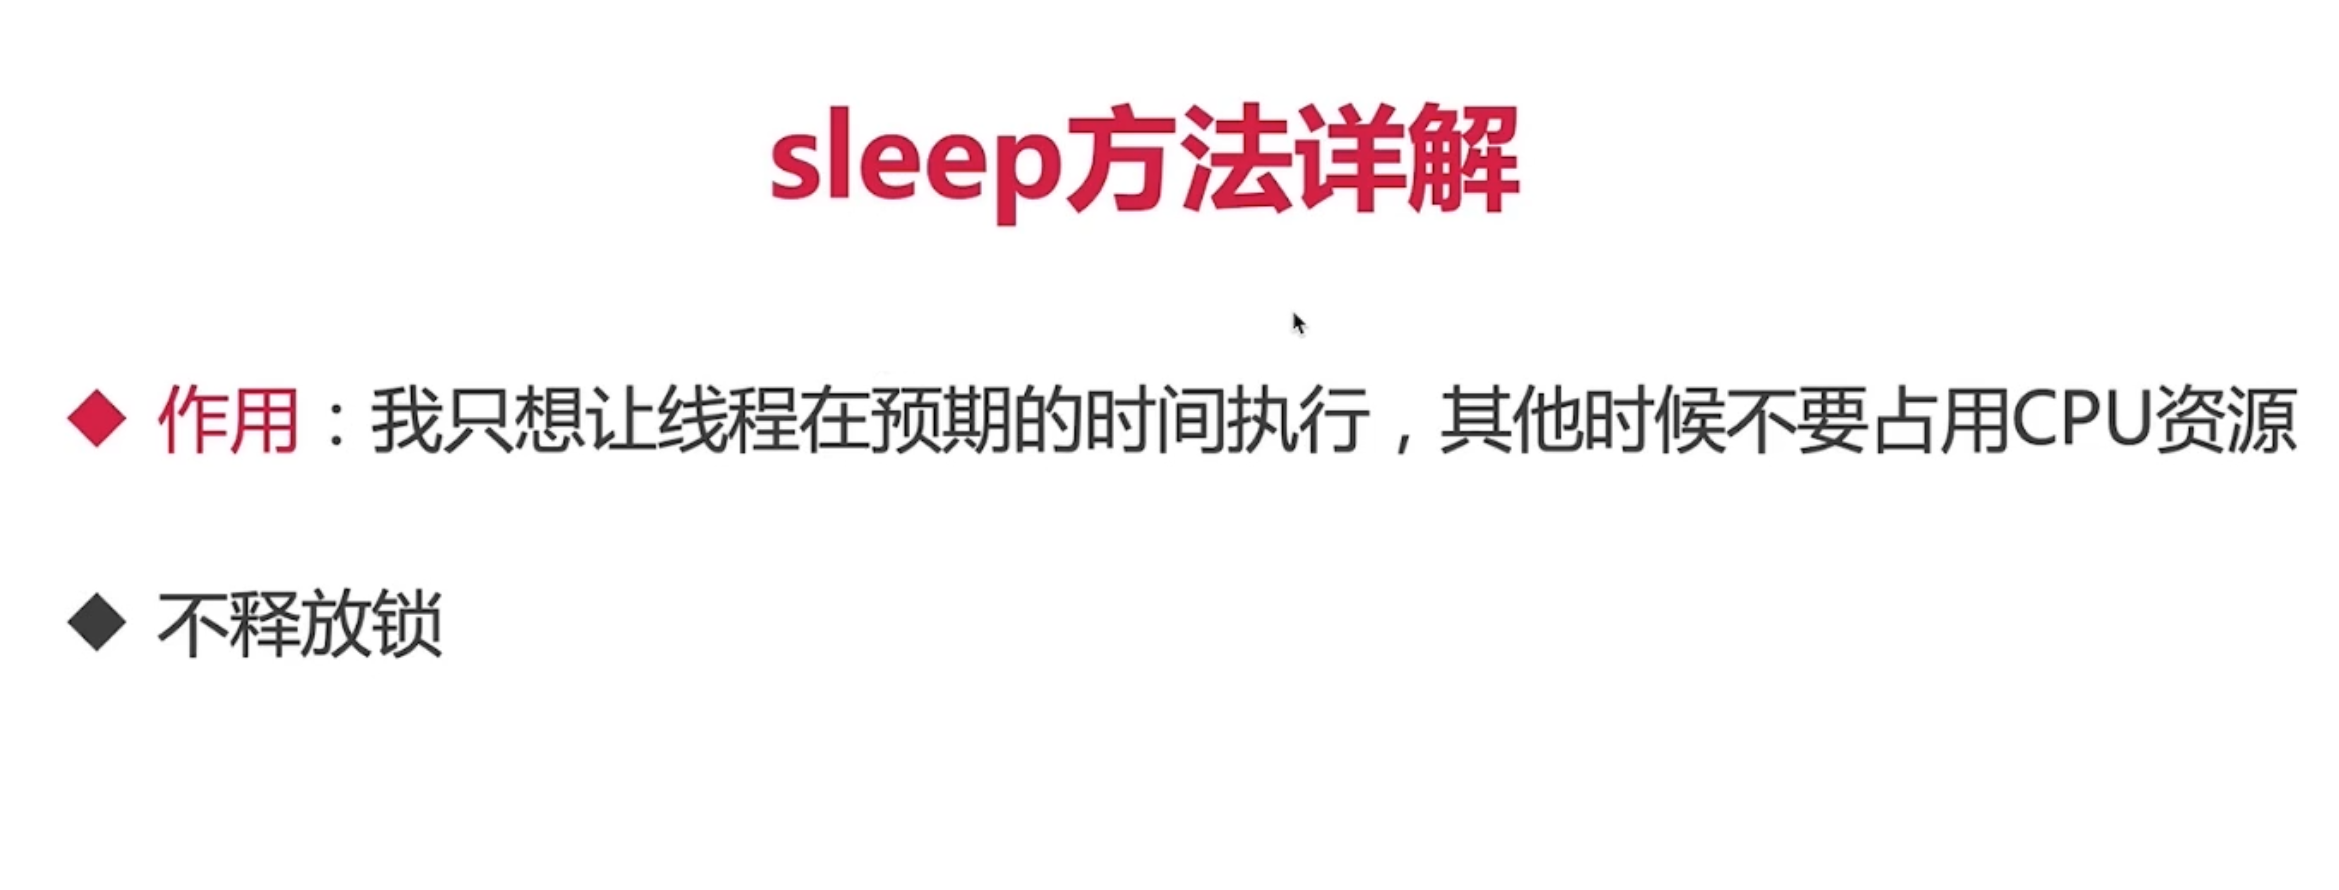 sleep方法详解
作用：我只想让线程在预期的时间执行，其他时候不要占用CPU资源
不释放锁